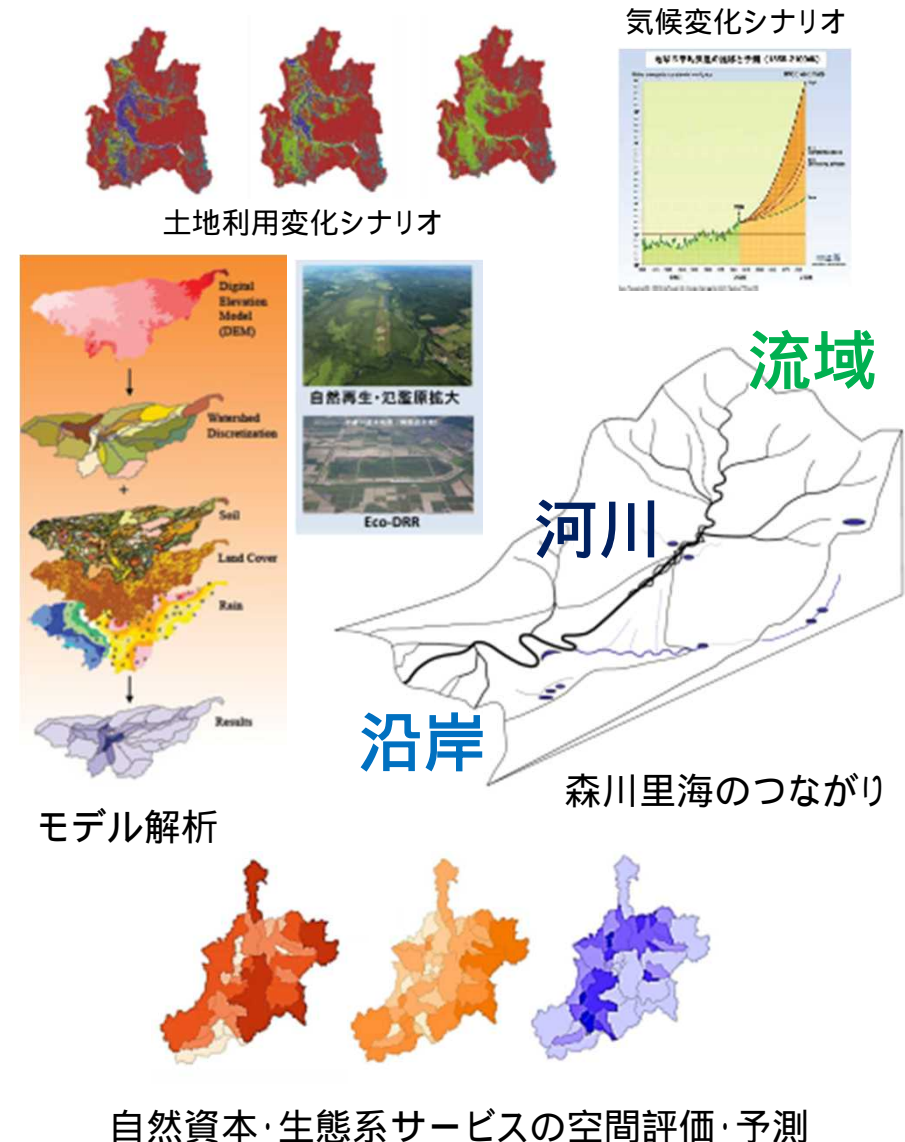 気候変化シナリオ
土地利用変化シナリオ
Digital
Elevation
Model
(DEM)
Watershed
Discretization
+
Soil
Land Cover
Rain
Results
モデル解析
自然再生・氾濫原拡大
Eco-DRR
流域
河川
沿岸
森川里海のつながり
自然資本・生態系サービスの空間評価・予測